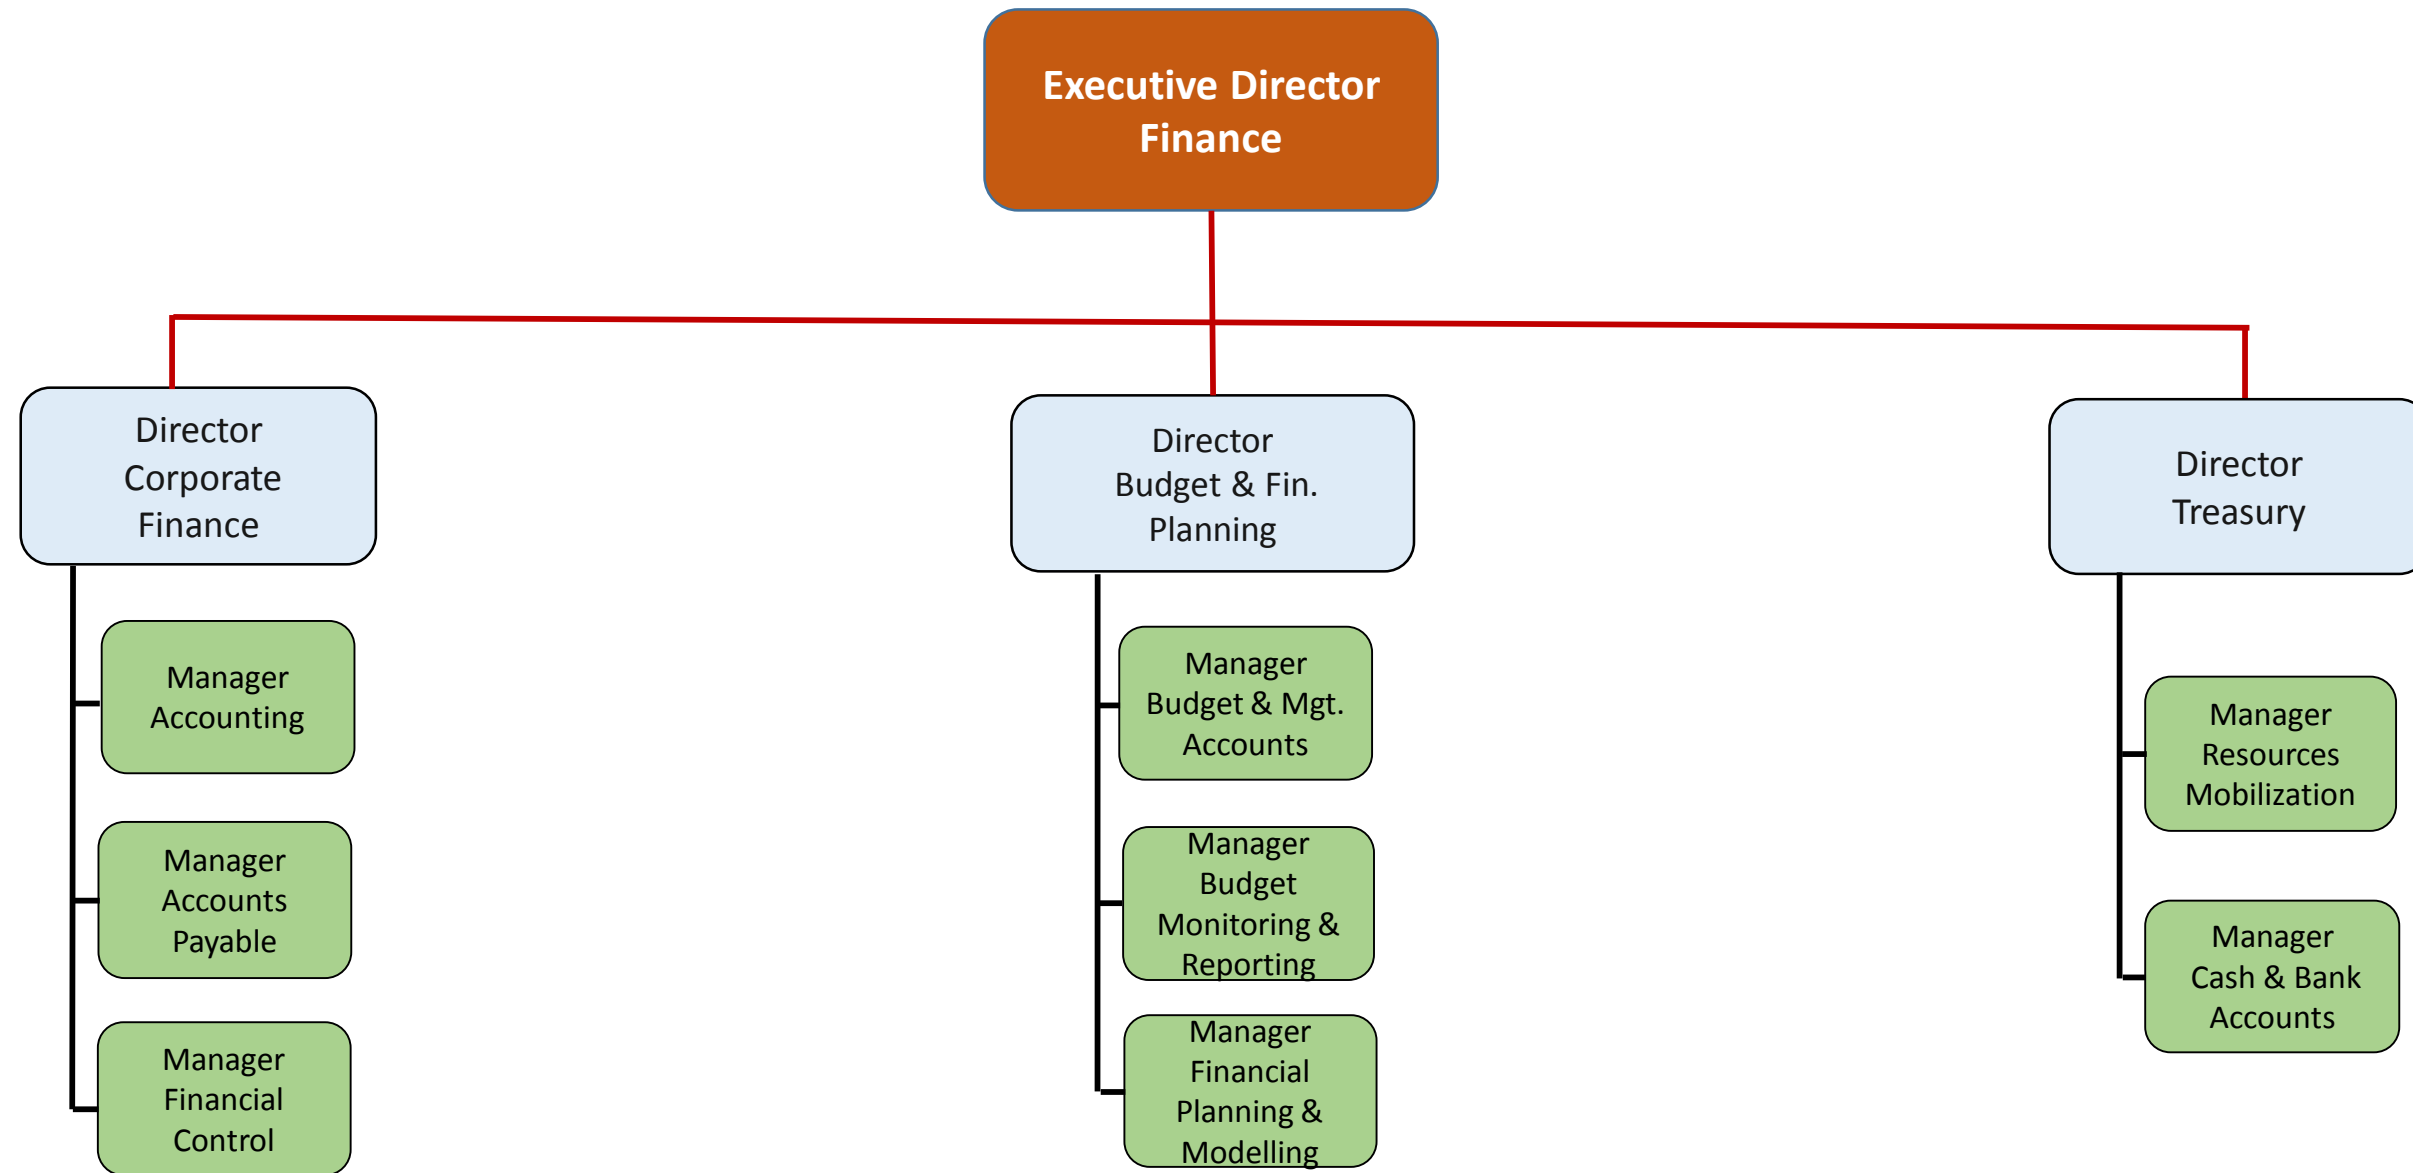 Executive Director
Finance
Director
Corporate
Finance
Director
Budget & Fin.
Planning
Director
Treasury
Manager
Accounting
Manager
Accounts
Payable
Manager
Financial
Control
Manager
Budget & Mgt.
Accounts
Manager
Budget
Monitoring &
Reporting
Manager
Financial
Planning &
Modelling
Manager
Resources
Mobilization
Manager
Cash & Bank
Accounts